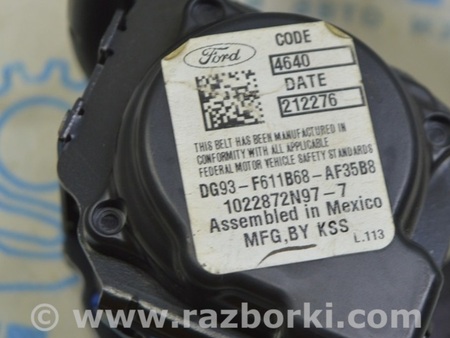 Ford
CODE
4640
DATE
212276
THIS BELT HAS BEEN MANUFACTURED IN
CONFORMITY WITH ALL APPLICABLE
FEDERAL MOTOR VEHICLE SAFETY STANDARDS
DG93-F611B68-AF35B8
1022872N97-7
Assembled in Mexico
MFG,BY KSS
L.113
© www.razborki.com